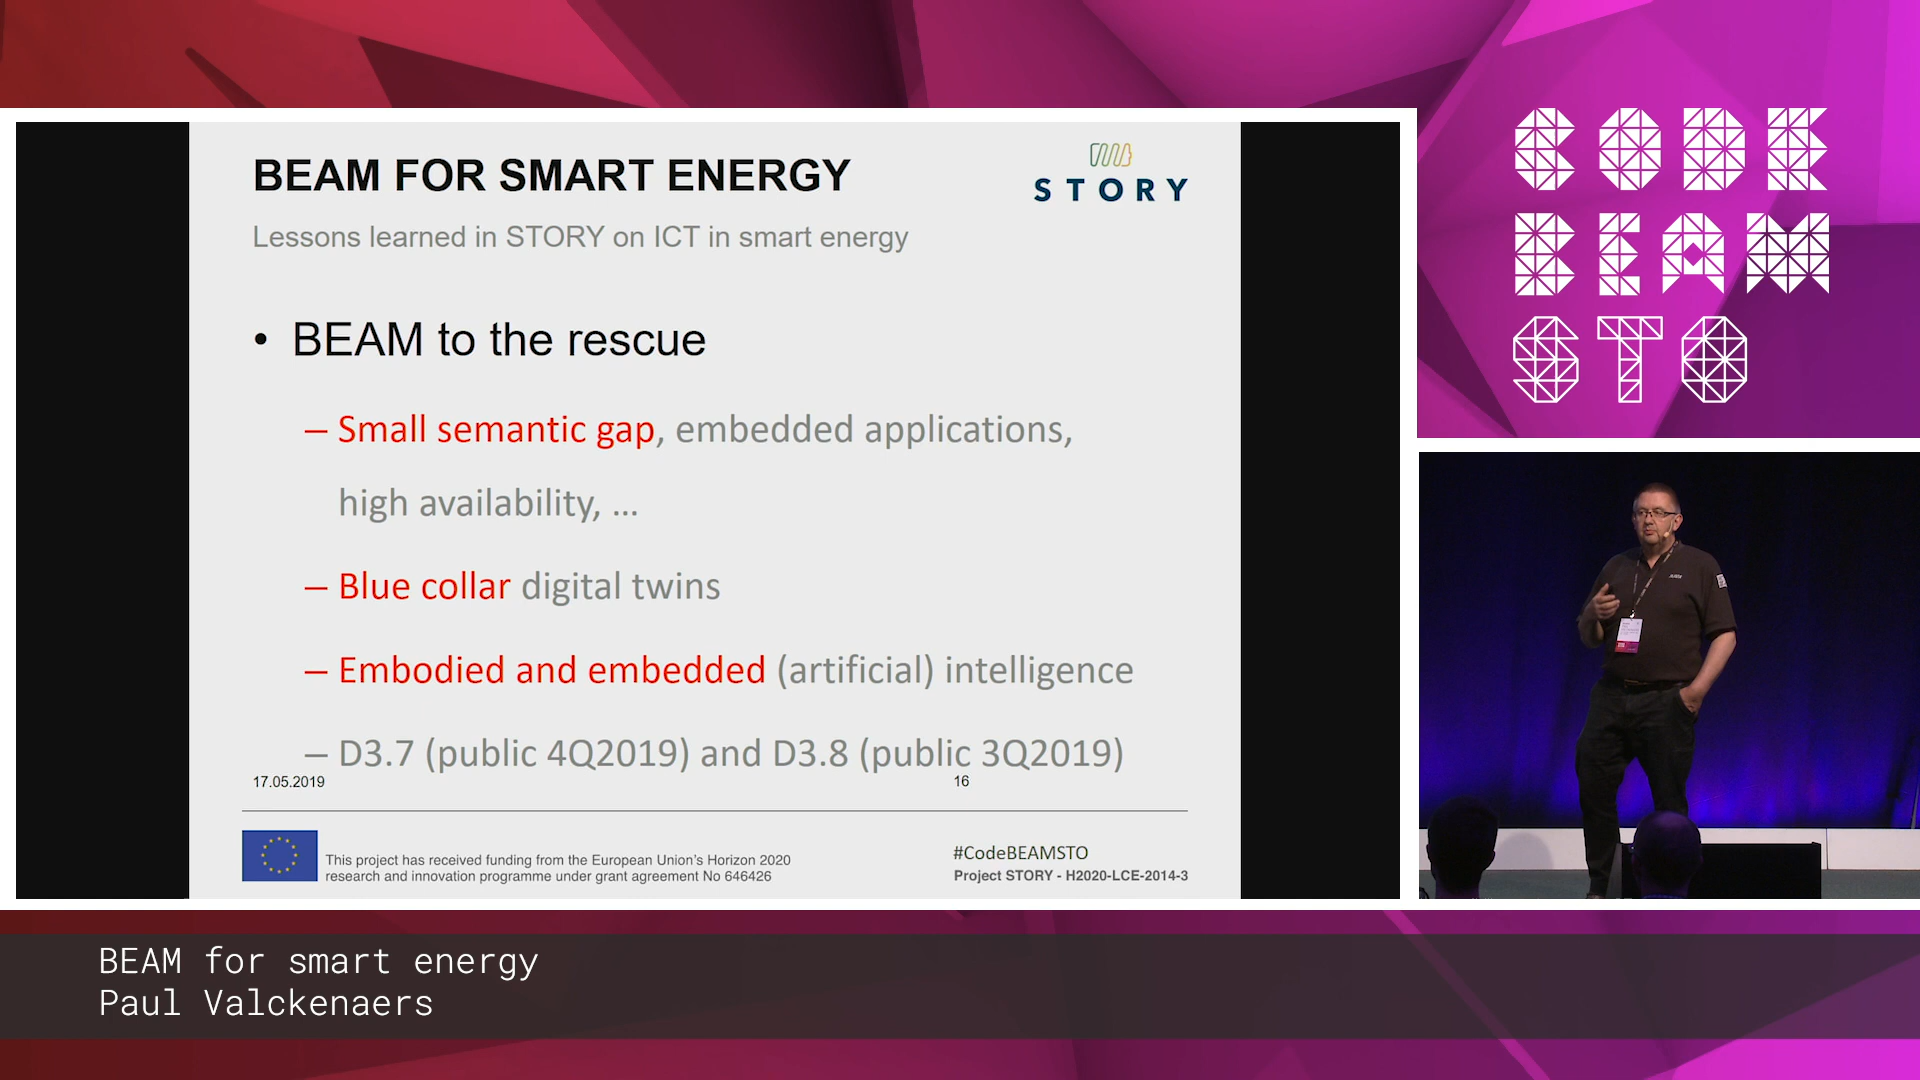 BEAM FOR SMART ENERGY
STORY
Lessons learned in STORY on ICT in smart energy
• BEAM to the rescue
– Small semantic gap, embedded applications,
high availability, ...
– Blue collar digital twins
– Embodied and embedded (artificial) intelligence
– D3.7 (public 4Q2019) and D3.8 (public 3Q2019)
17.05.2019
16
This project has received funding from the European Union's Horizon 2020
research and innovation programme under grant agreement No 646426
#CodeBEAMSTO
Project STORY - H2020-LCE-2014-3
CODE
BEAM
STO
BEAM for smart energy
Paul Valckenaers